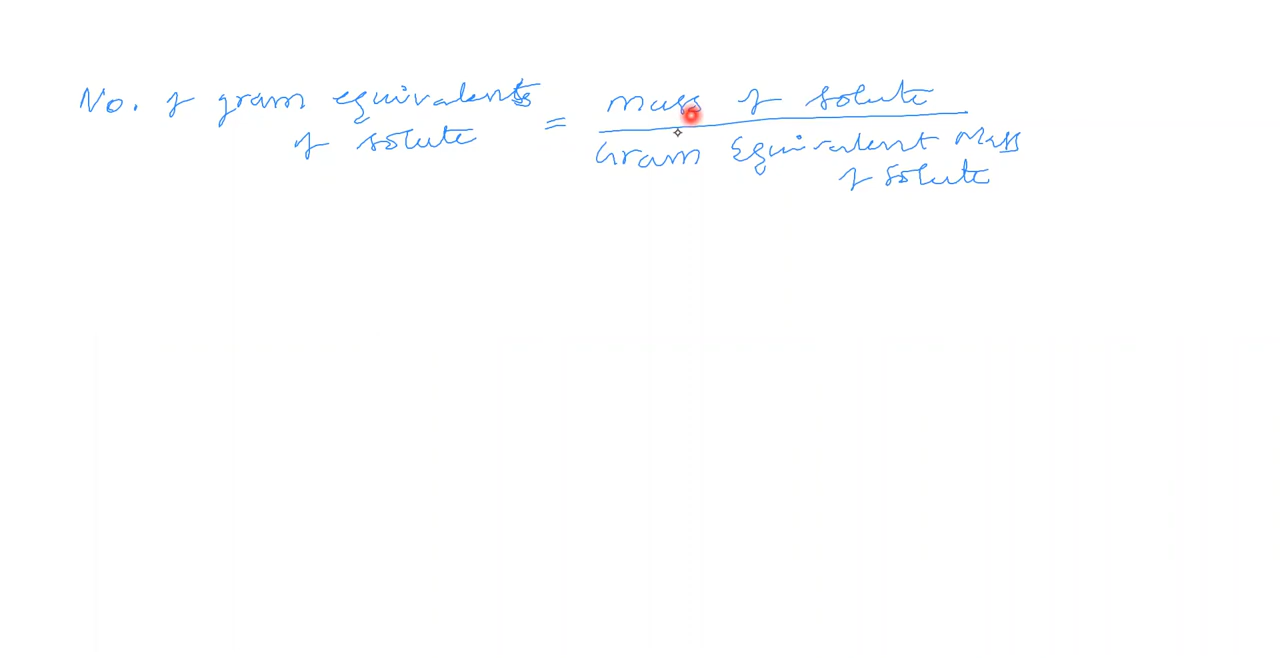 No. of gram equivalents of solute = mass of solute
Gram Equivalent Mass of solute